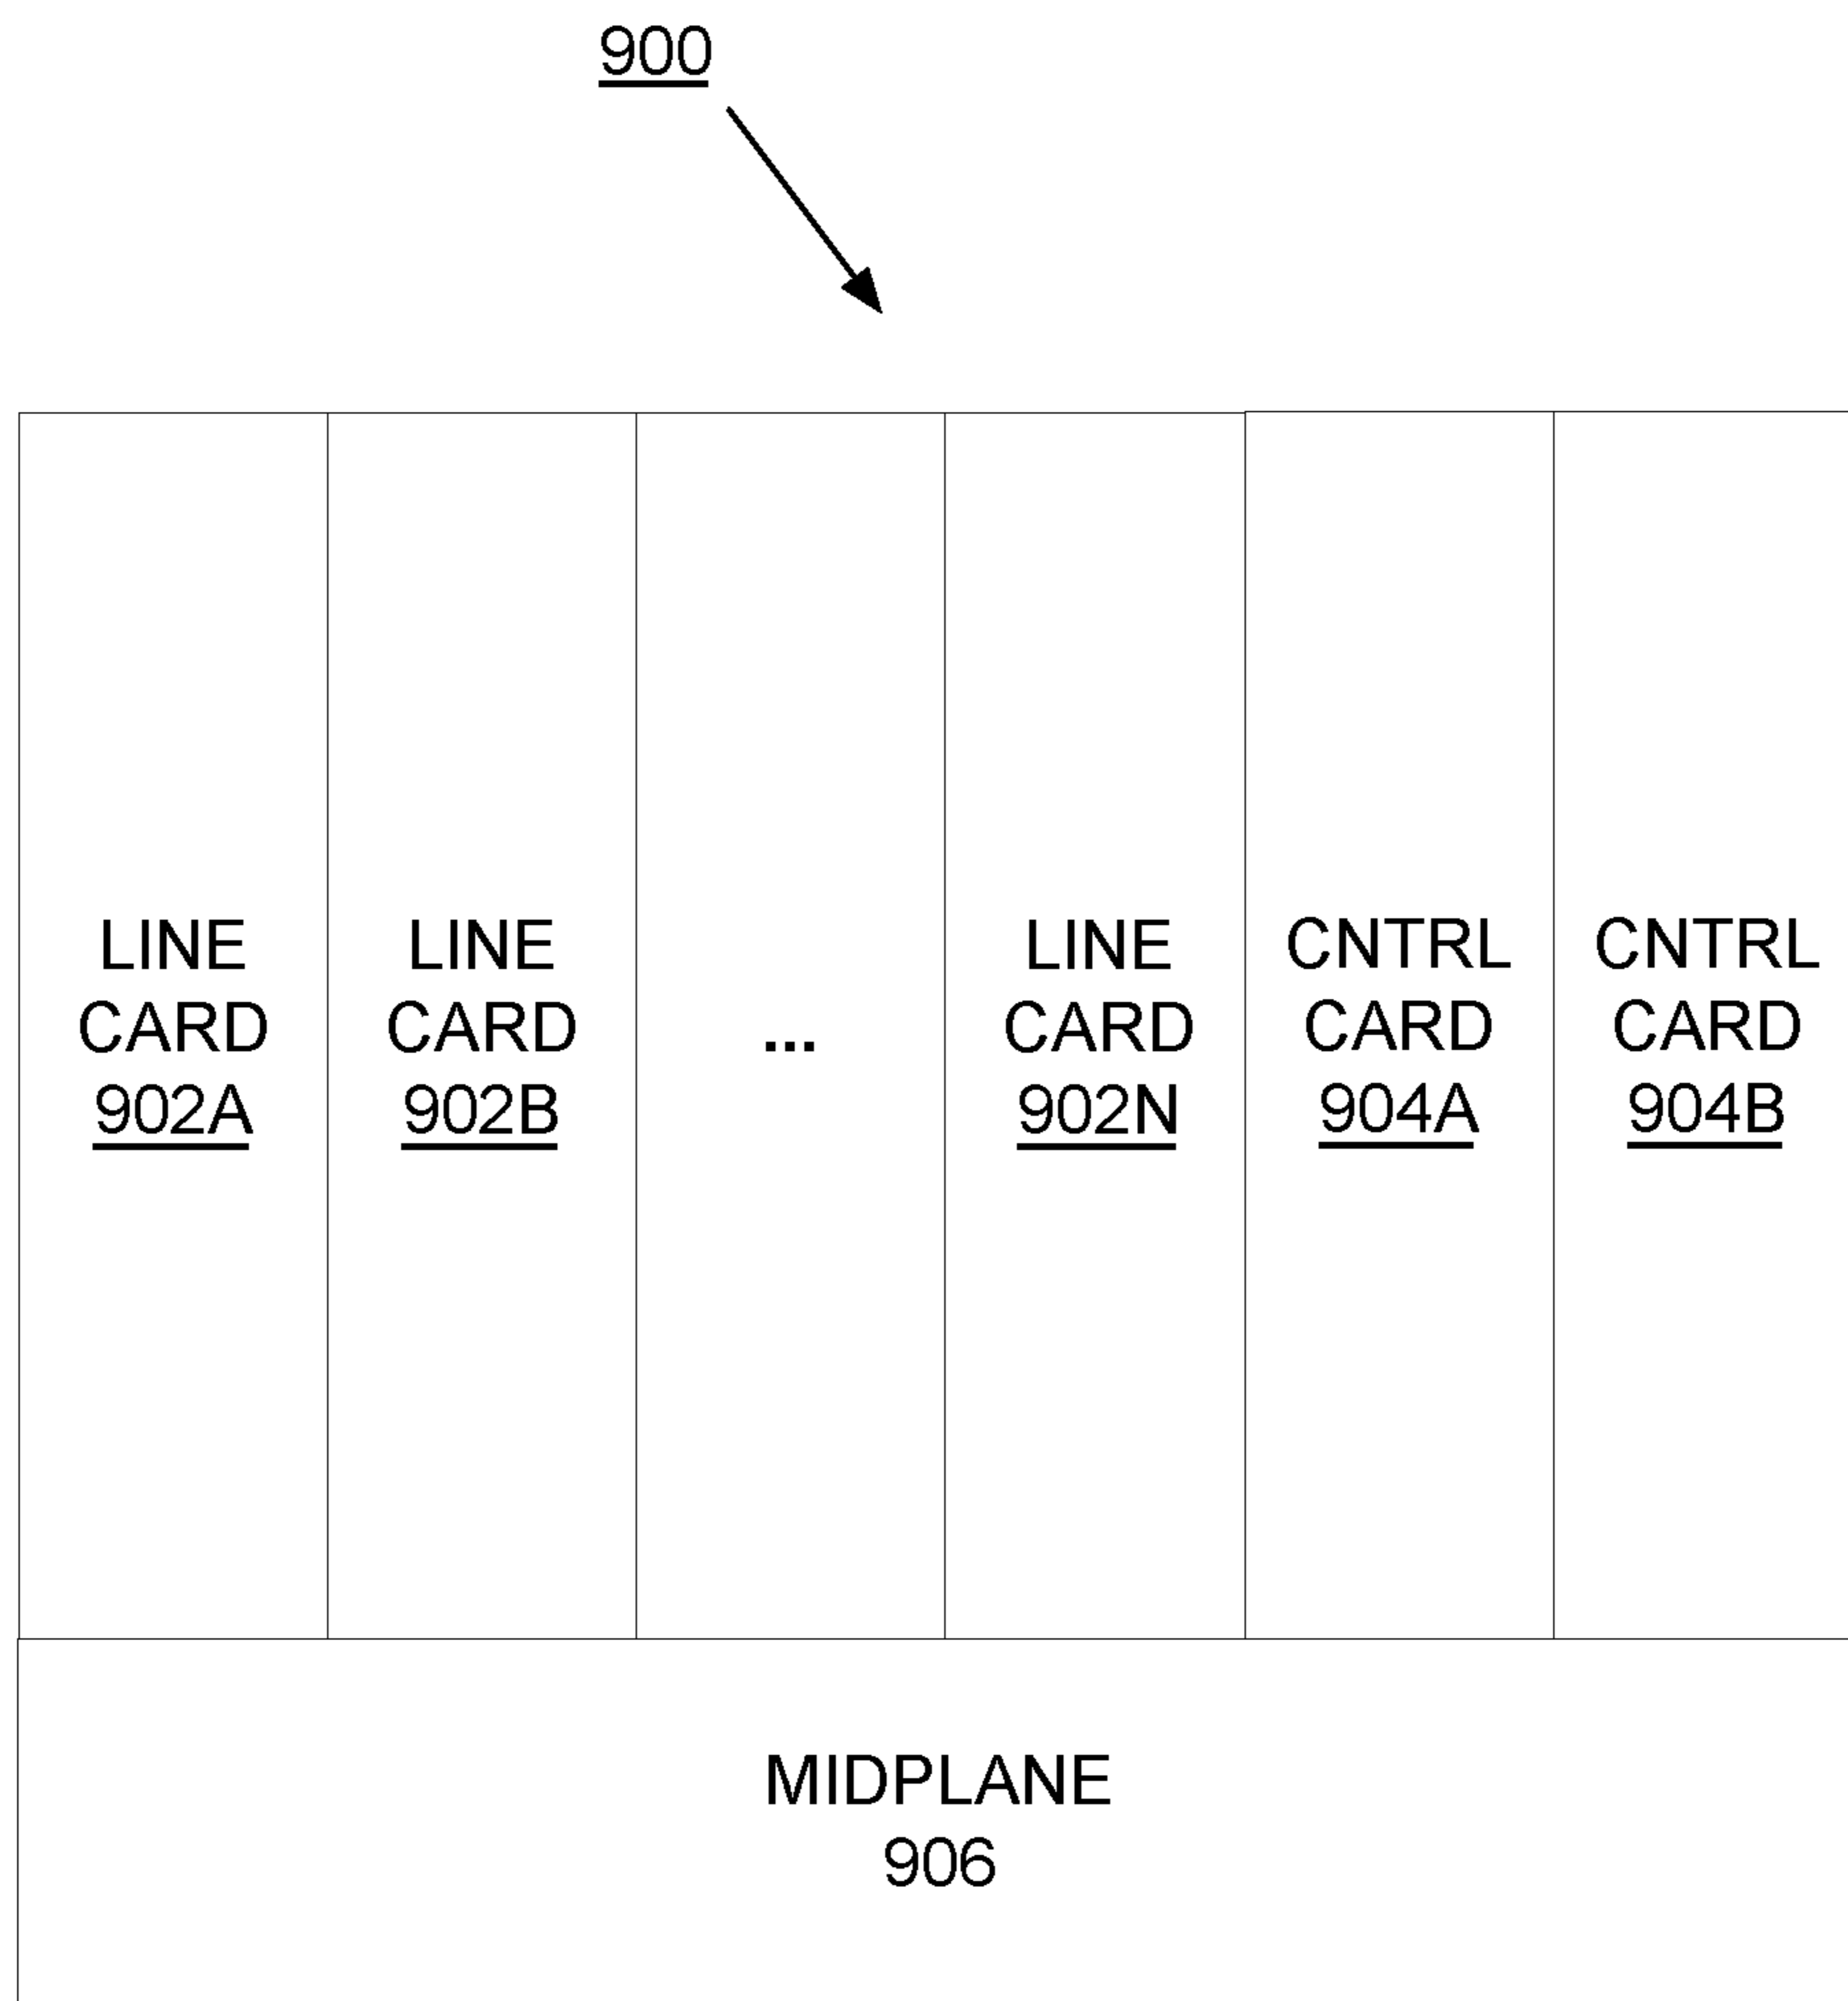 900
LINE
CARD
902A
LINE
CARD
902B
...
LINE
CARD
902N
CNTRL
CARD
904A
CNTRL
CARD
904B
MIDPLANE
906